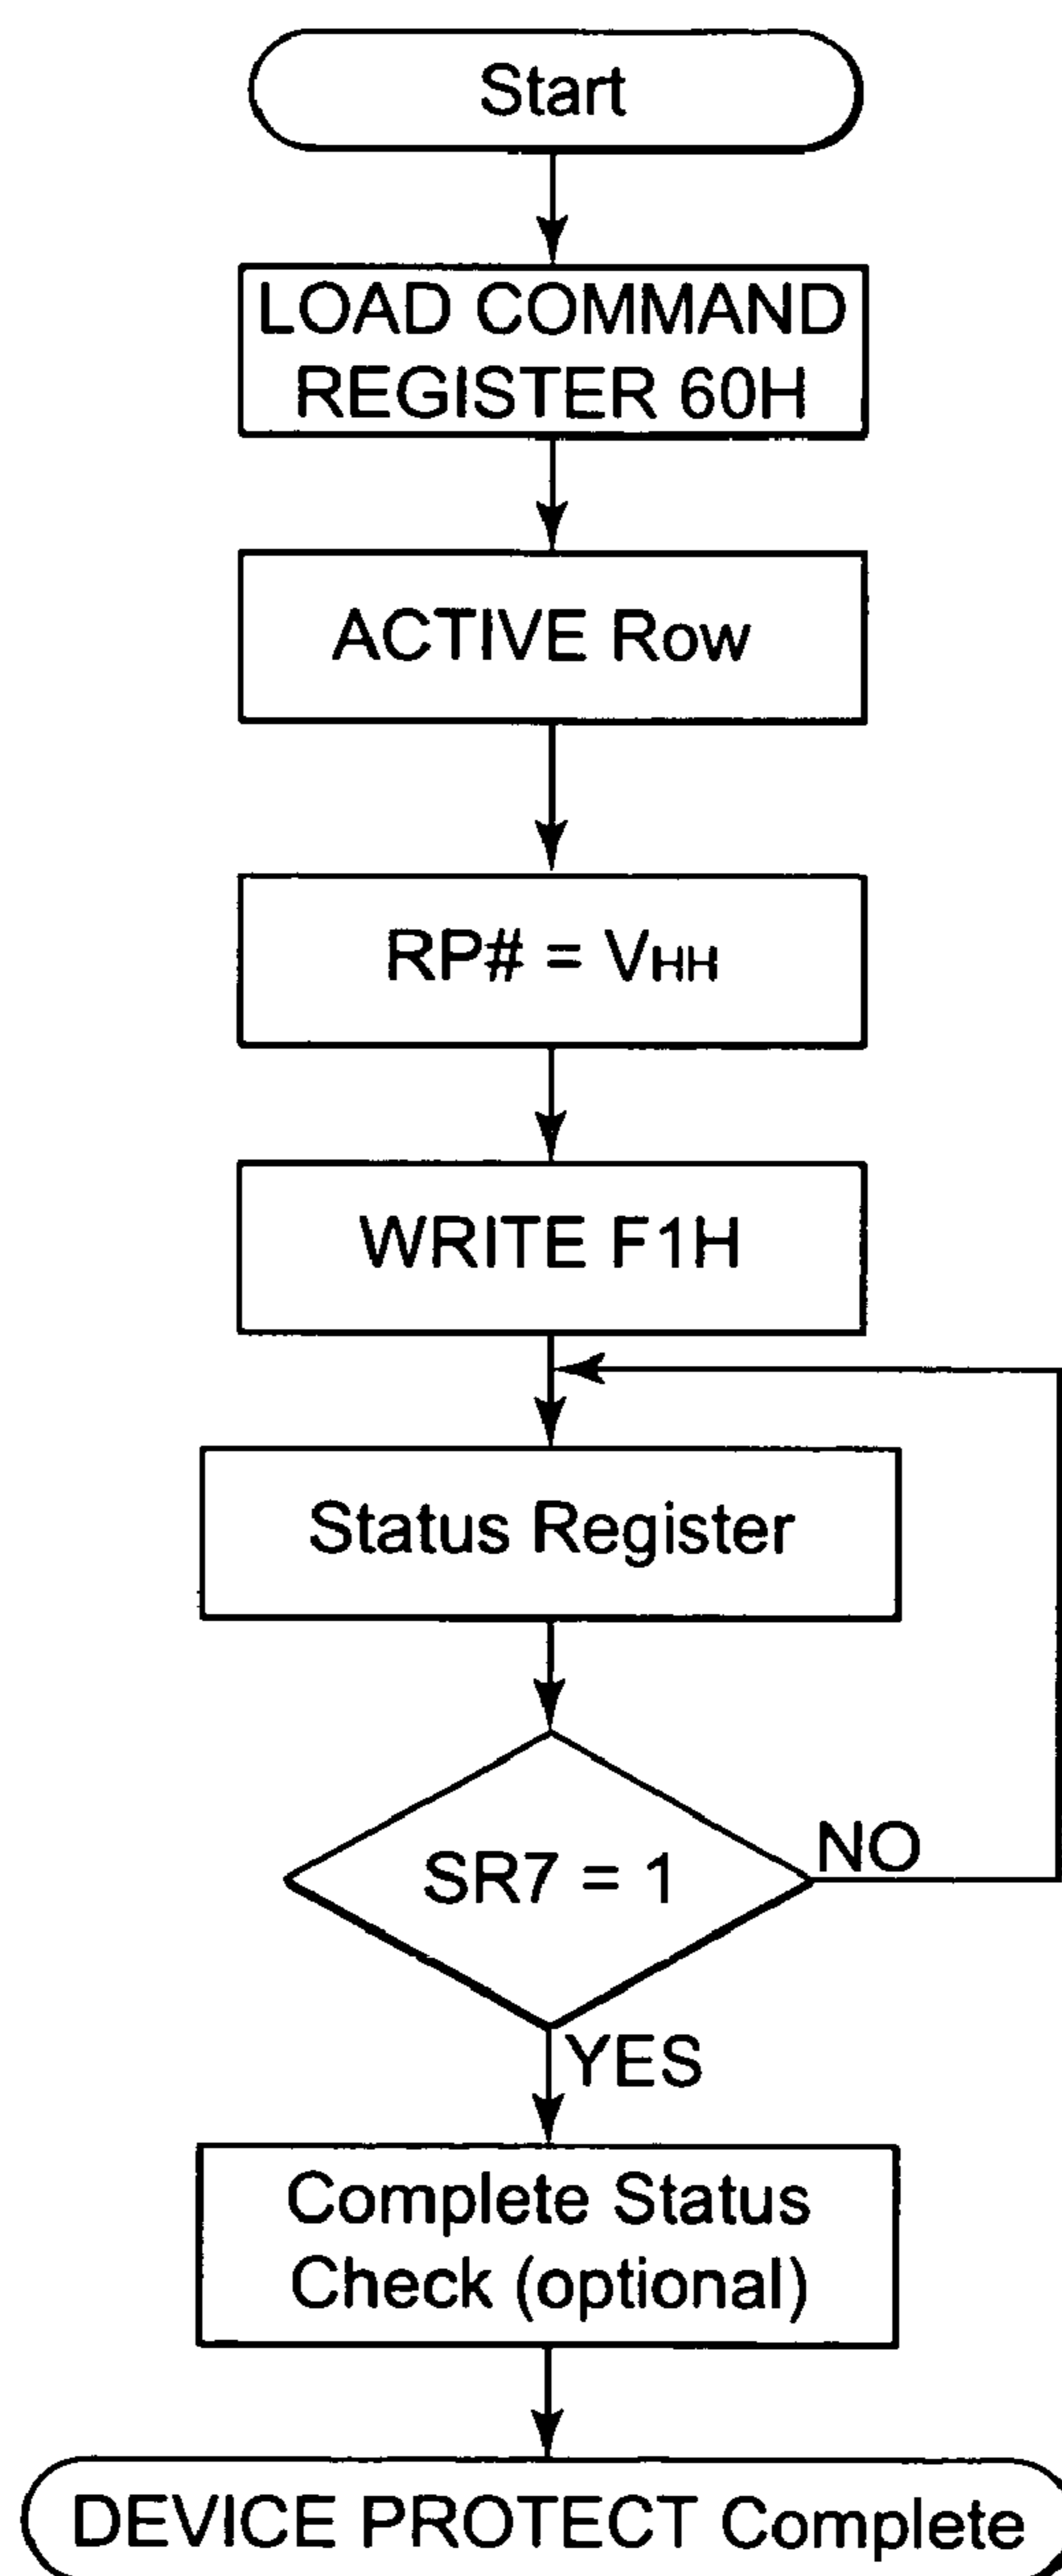 Start
LOAD COMMAND
REGISTER 60H
ACTIVE Row
RP# = VHH
WRITE F1H
Status Register
SR7 = 1
NO
YES
Complete Status
Check (optional)
DEVICE PROTECT Complete